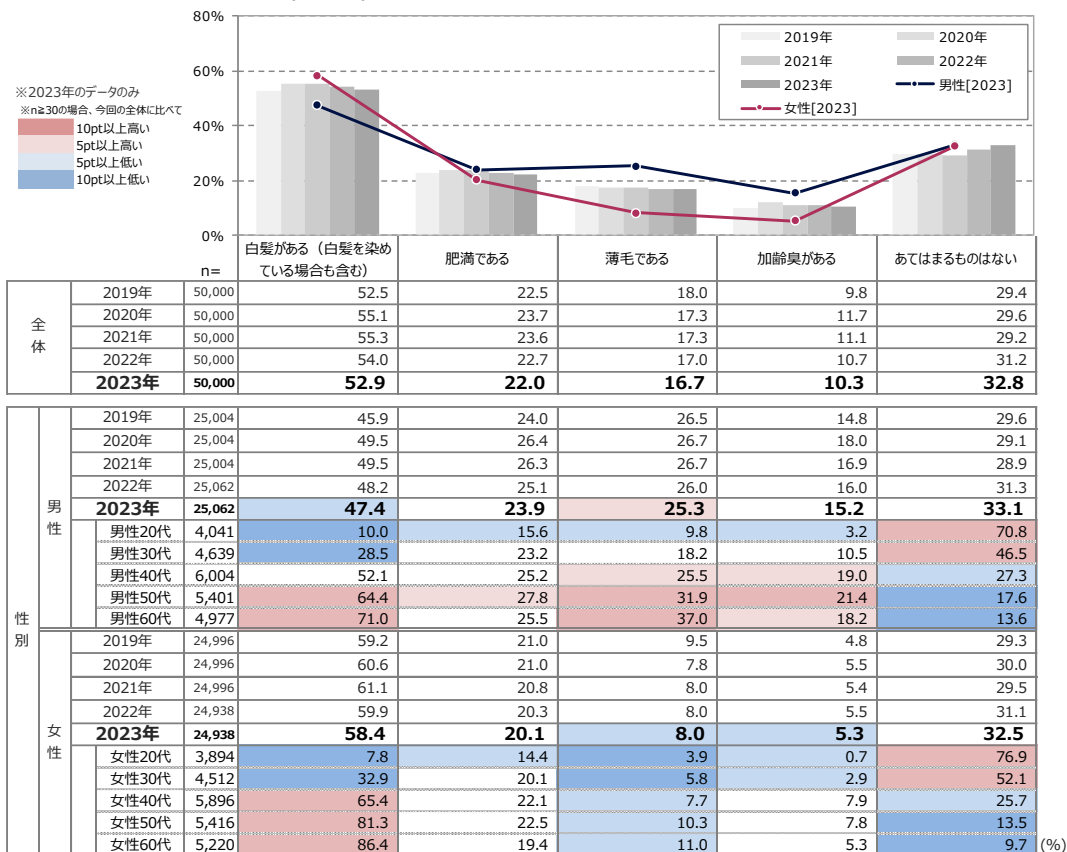 80%
60%
40%
20%
0%
2019年 2020年
2021年 2022年
2023年 男性[2023]
女性[2023]
※2023年のデータのみ
※n≧30の場合、今回の全体に比べて
10pt以上高い
5pt以上高い
5pt以上低い
10pt以上低い
n= 白髪がある（白髪を染め
ている場合も含む） 肥満である 薄毛である 加齢臭がある あてはまるものはない
全体
2019年 50,000 52.5 22.5 18.0 9.8 29.4
2020年 50,000 55.1 23.7 17.3 11.7 29.6
2021年 50,000 55.3 23.6 17.3 11.1 29.2
2022年 50,000 54.0 22.7 17.0 10.7 31.2
2023年 50,000 52.9 22.0 16.7 10.3 32.8
性別
男性
2019年 25,004 45.9 24.0 26.5 14.8 29.6
2020年 25,004 49.5 26.4 26.7 18.0 29.1
2021年 25,004 49.5 26.3 26.7 16.9 28.9
2022年 25,062 48.2 25.1 26.0 16.0 31.3
2023年 25,062 47.4 23.9 25.3 15.2 33.1
男性20代 4,041 10.0 15.6 9.8 3.2 70.8
男性30代 4,639 28.5 23.2 18.2 10.5 46.5
男性40代 6,004 52.1 25.2 25.5 19.0 27.3
男性50代 5,401 64.4 27.8 31.9 21.4 17.6
男性60代 4,977 71.0 25.5 37.0 18.2 13.6
女性
2019年 24,996 59.2 21.0 9.5 4.8 29.3
2020年 24,996 60.6 21.0 7.8 5.5 30.0
2021年 24,996 61.1 20.8 8.0 5.4 29.5
2022年 24,938 59.9 20.3 8.0 5.5 31.1
2023年 24,938 58.4 20.1 8.0 5.3 32.5
女性20代 3,894 7.8 14.4 3.9 0.7 76.9
女性30代 4,512 32.9 20.1 5.8 2.9 52.1
女性40代 5,896 65.4 22.1 7.7 7.9 25.7
女性50代 5,416 81.3 22.5 10.3 7.8 13.5
女性60代 5,220 86.4 19.4 11.0 5.3 9.7 (%)